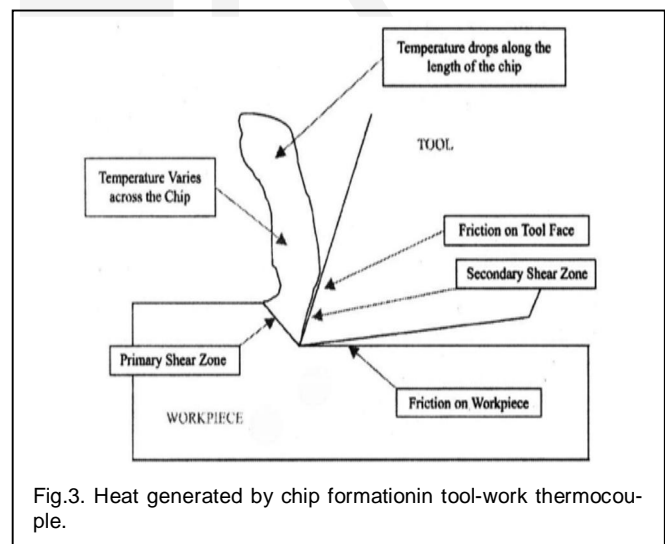 Temperature drops along the
length of the chip
TOOL
Temperature Varies
across the Chip
Friction on Tool Face
Secondary Shear Zone
Primary Shear Zone
Friction on Workpiece
WORKPIECE
Fig.3. Heat generated by chip formationin tool-work thermocou-
ple.